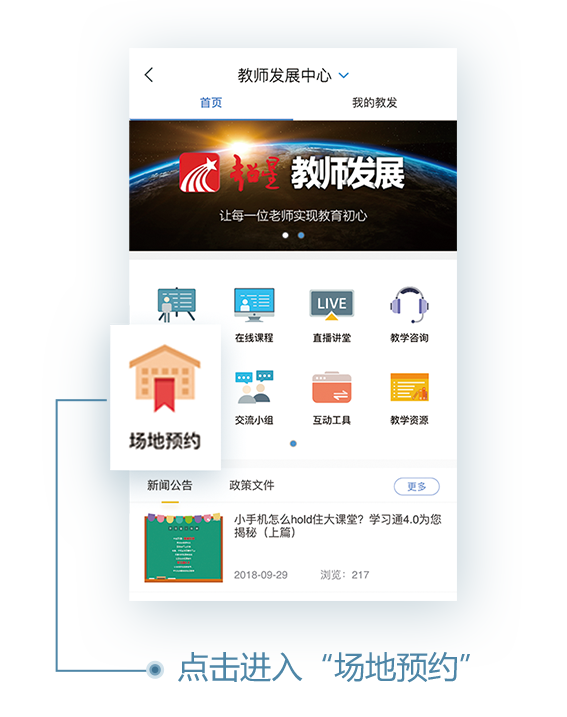 教师发展中心
首页
我的教发
超星 教师发展
让每一位老师实现教育初心
在线课程
LIVE
直播讲堂
教学咨询
场地预约
交流小组
互动工具
教学资源
新闻公告
政策文件
更多
小手机怎么hold住大课堂？学习通4.0为您
揭秘（上篇）
2018-09-29
浏览：217
点击进入“场地预约”